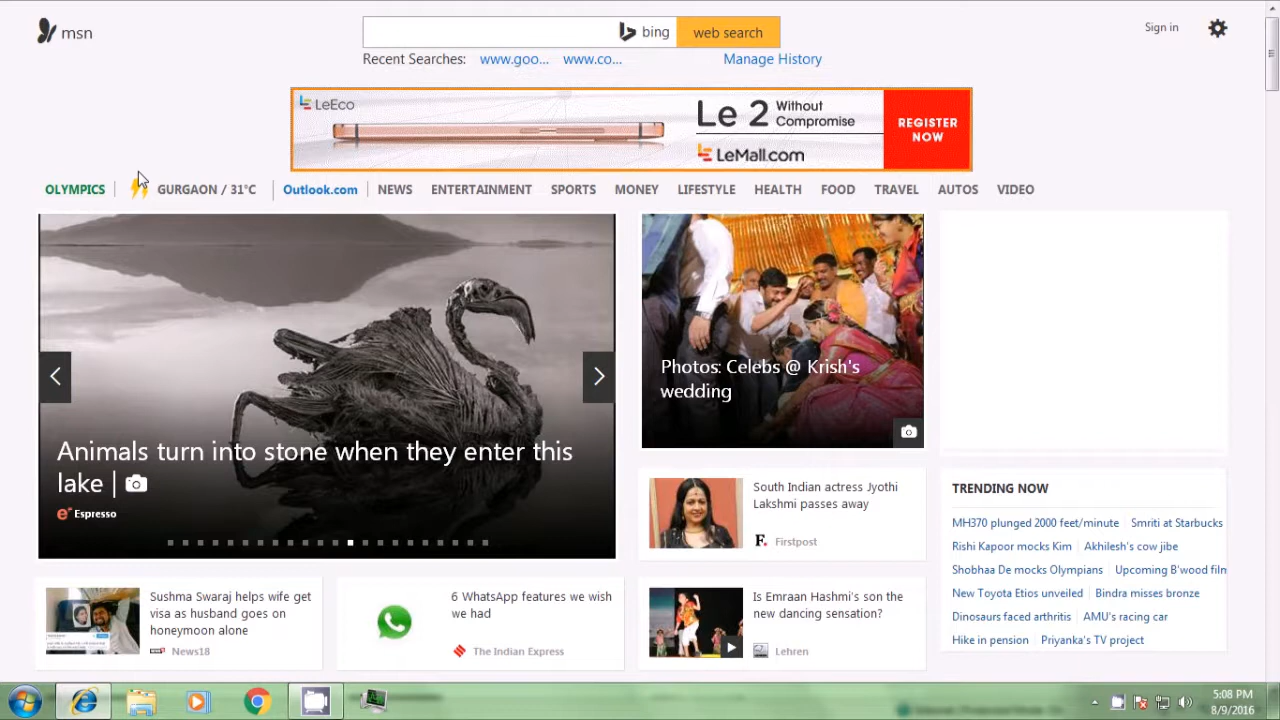 msn
bing
web search
Sign in
Recent Searches: www.goo... www.co... Manage History
LeEco
Le 2 Without Compromise
LeMall.com
REGISTER NOW
OLYMPICS GURGAON / 31°C Outlook.com NEWS ENTERTAINMENT SPORTS MONEY LIFESTYLE HEALTH FOOD TRAVEL AUTOS VIDEO
Animals turn into stone when they enter this
lake |
Espresso
Photos: Celebs @ Krish's
wedding
South Indian actress Jyothi
Lakshmi passes away
F. Firstpost
TRENDING NOW
MH370 plunged 2000 feet/minute Smriti at Starbucks
Rishi Kapoor mocks Kim Akhilesh's cow jibe
Shobhaa De mocks Olympians Upcoming B'wood film
New Toyota Etios unveiled Bindra misses bronze
Dinosaurs faced arthritis AMU's racing car
Hike in pension Priyanka's TV project
Sushma Swaraj helps wife get
visa as husband goes on
honeymoon alone
News18
6 WhatsApp features we wish
we had
The Indian Express
Is Emraan Hashmi's son the
new dancing sensation?
Lehren
5:08 PM
8/9/2016